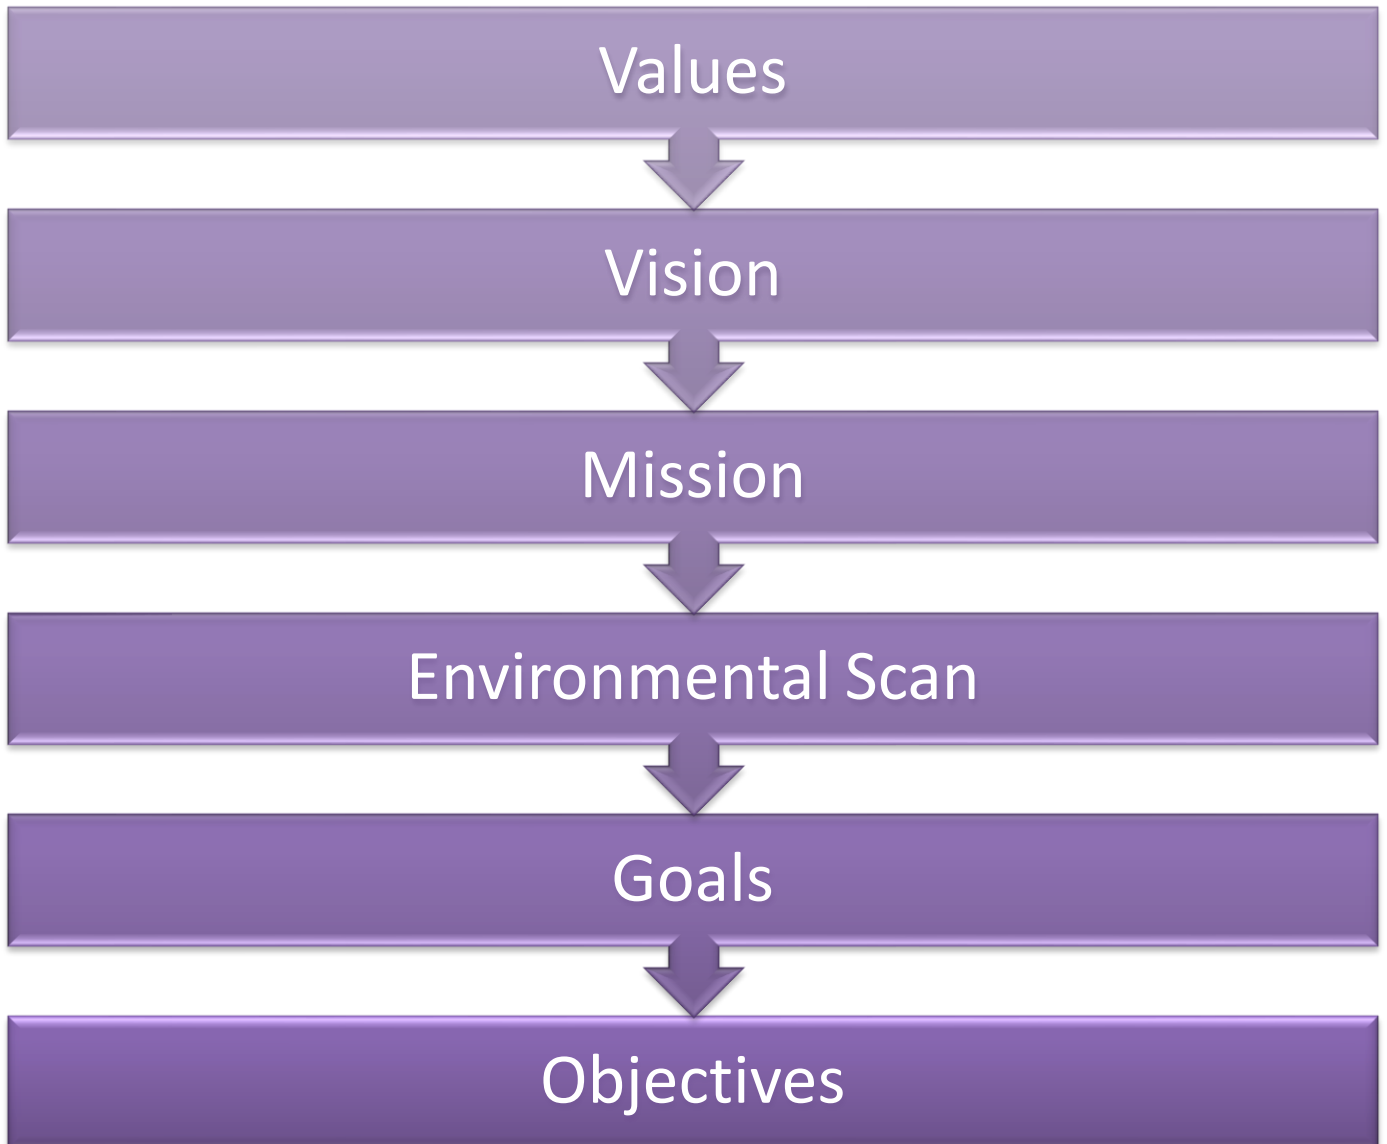 Values
Vision
Mission
Environmental Scan
Goals
Objectives